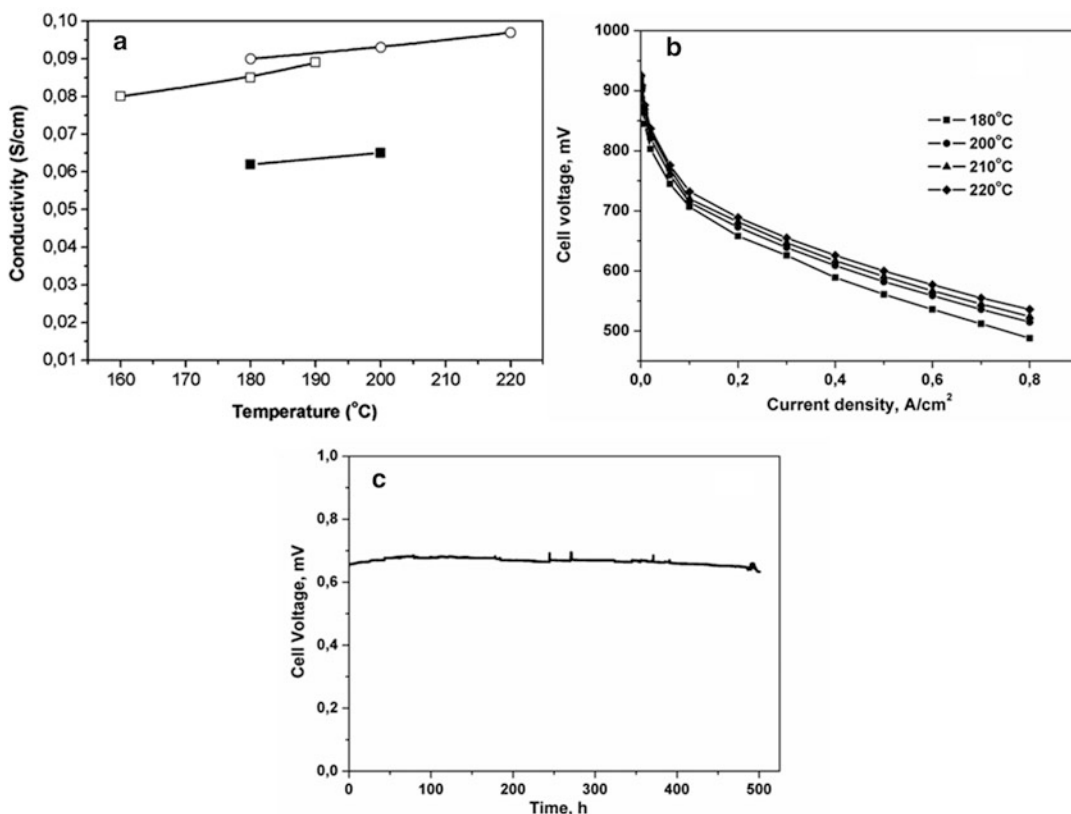 a
0,10
0,09
0,08
0,07
0,06
0,05
0,04
0,03
0,02
0,01
Conductivity (S/cm)
160 170 180 190 200 210 220
Temperature (°C)
b
1000
900
800
700
600
500
Cell voltage, mV
180°C
200°C
210°C
220°C
0,0 0,2 0,4 0,6 0,8
Current density, A/cm²
c
1,0
0,8
0,6
0,4
0,2
0,0
Cell Voltage, mV
0 100 200 300 400 500
Time, h